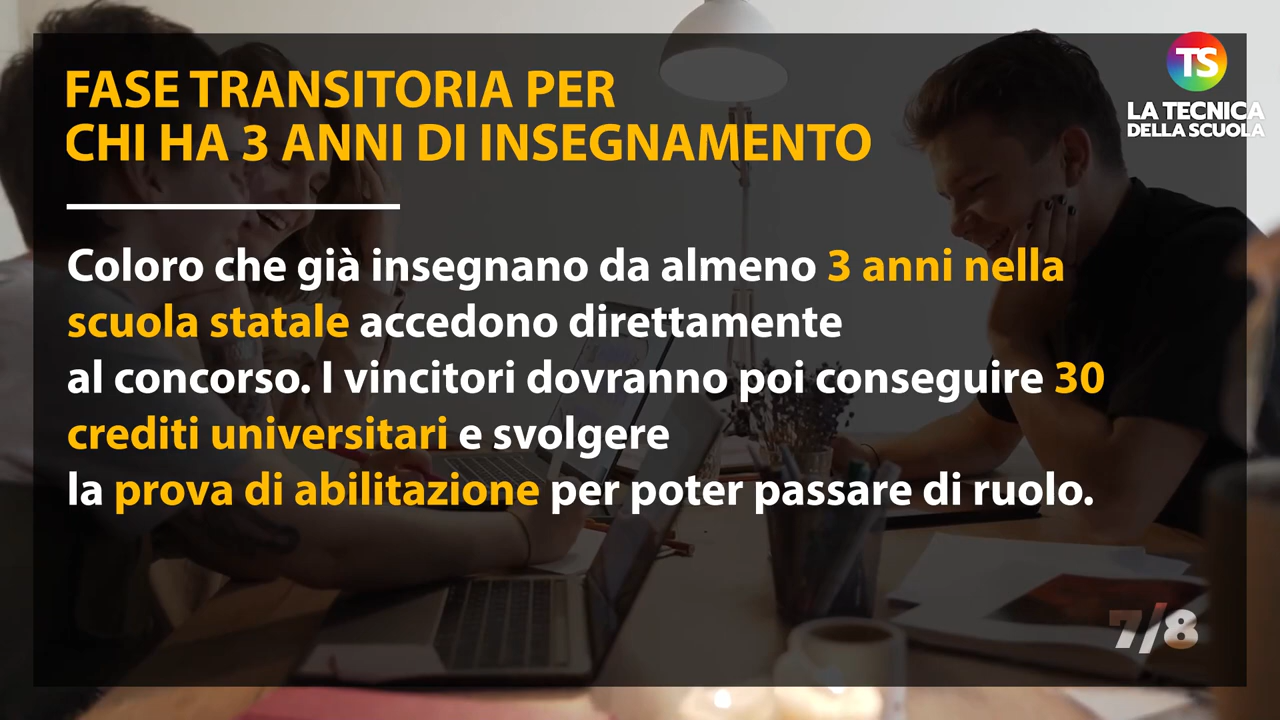 TS
LA TECNICA
DELLA SCUOLA
FASE TRANSITORIA PER
CHI HA 3 ANNI DI INSEGNAMENTO
Coloro che già insegnano da almeno 3 anni nella
scuola statale accedono direttamente
al concorso. I vincitori dovranno poi conseguire 30
crediti universitari e svolgere
la prova di abilitazione per poter passare di ruolo.
7/8